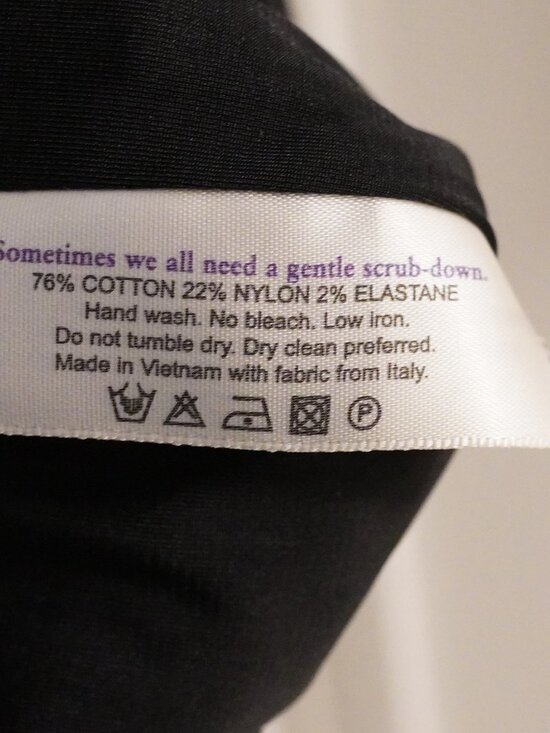 Sometimes we all need a gentle scrub-down.
76% COTTON 22% NYLON 2% ELASTANE
Hand wash. No bleach. Low iron.
Do not tumble dry. Dry clean preferred.
Made in Vietnam with fabric from Italy.
P